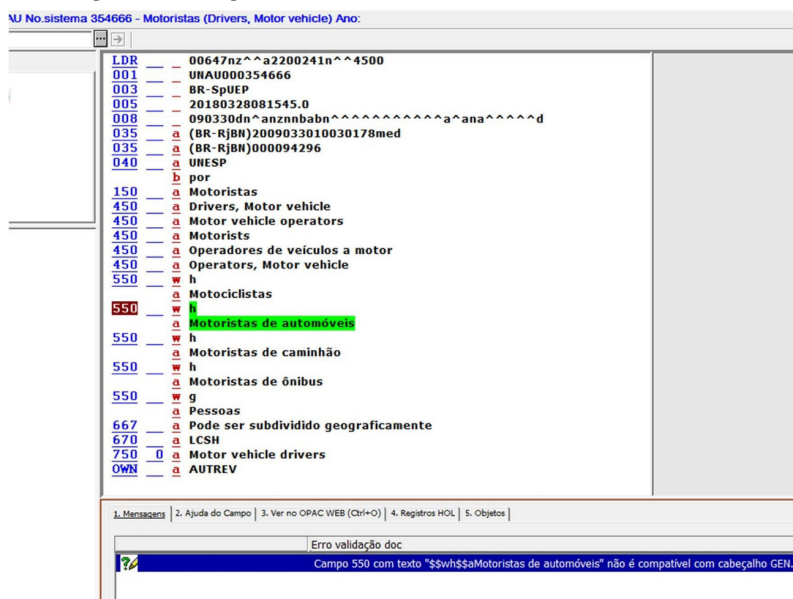 AU No.sistema 354666 - Motoristas (Drivers, Motor vehicle) Ano:
LDR _ 00647nz^^a2200241n^^4500
001 _ UNAU000354666
003 _ BR-SpUEP
005 _ 20180328081545.0
008 _ 090330dn^anznnbabn^^^^^^^^^^^a^ana^^^^^d
035 a (BR-RjBN)2009033010030178med
035 a (BR-RjBN)000094296
040 a UNESP
b por
150 a Motoristas
450 a Drivers, Motor vehicle
450 a Motor vehicle operators
450 a Motorists
450 a Operadores de veículos a motor
450 a Operators, Motor vehicle
550 w h
a Motociclistas
550 w h
a Motoristas de automóveis
550 w h
a Motoristas de caminhão
550 w h
a Motoristas de ônibus
550 w g
a Pessoas
667 a Pode ser subdividido geograficamente
670 a LCSH
750 0 a Motor vehicle drivers
OWN a AUTREV
1. Mensagens | 2. Ajuda do Campo | 3. Ver no OPAC WEB (Ctrl+O) | 4. Registros HOL | 5. Objetos |
Erro validação doc
Campo 550 com texto "$$wh$$aMotoristas de automóveis" não é compatível com cabeçalho GEN.